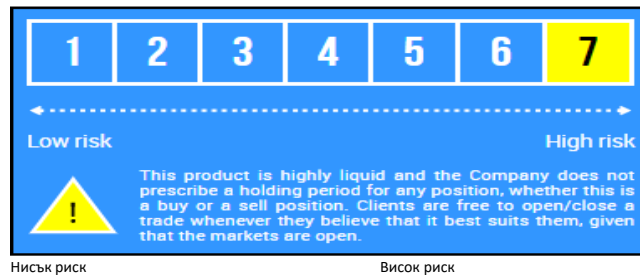 1 2 3 4 5 6 7
Low risk High risk
This product is highly liquid and the Company does not
prescribe a holding period for any position, whether this is
a buy or a sell position. Clients are free to open/close a
! trade whenever they believe that it best suits them, given
that the markets are open.
Нисък риск Висок риск